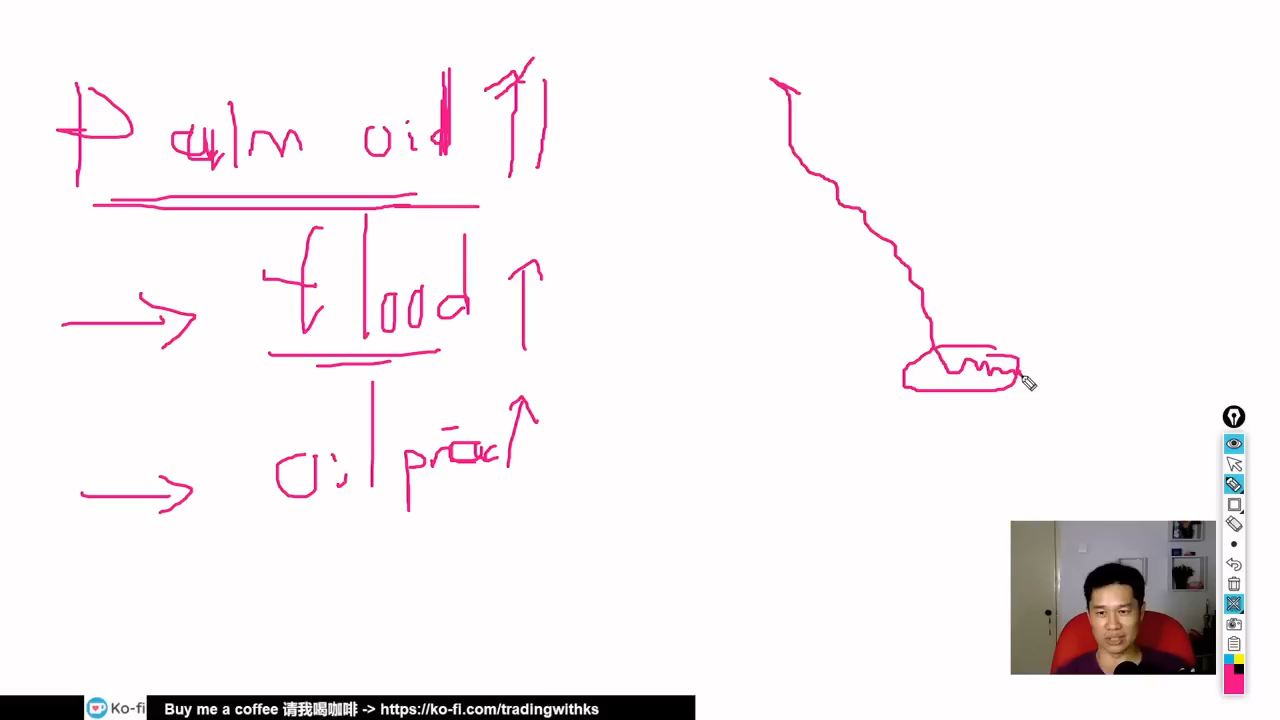 Palm oil
flood
oil prod
Ko-fi Buy me a coffee 请我喝咖啡 -> https://ko-fi.com/tradingwithks